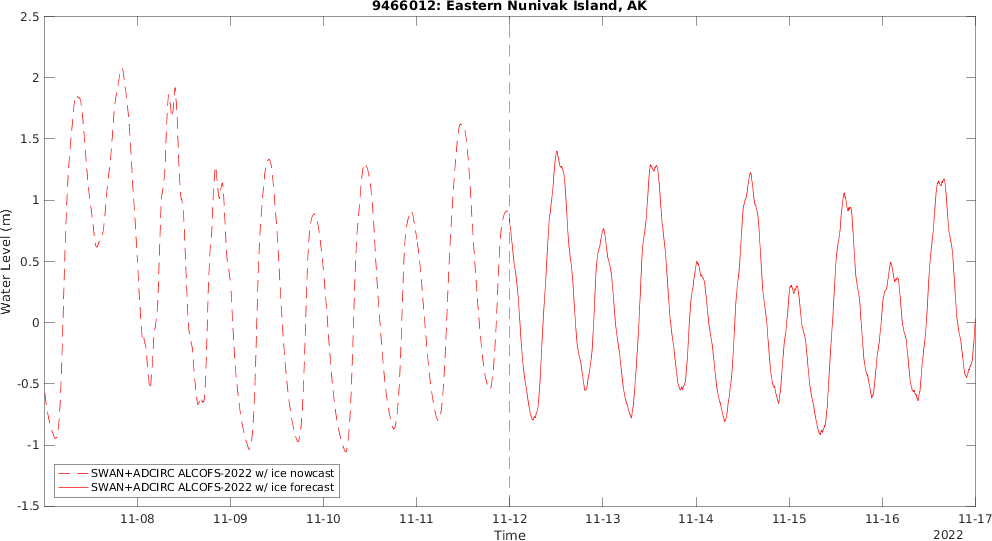 9466012: Eastern Nunivak Island, AK
2.5
2
1.5
1
0.5
0
-0.5
-1
-1.5
Water Level (m)
SWAN+ADCIRC ALCOFS-2022 w/ ice nowcast
SWAN+ADCIRC ALCOFS-2022 w/ ice forecast
11-08 11-09 11-10 11-11 11-12 11-13 11-14 11-15 11-16 11-17
Time
2022